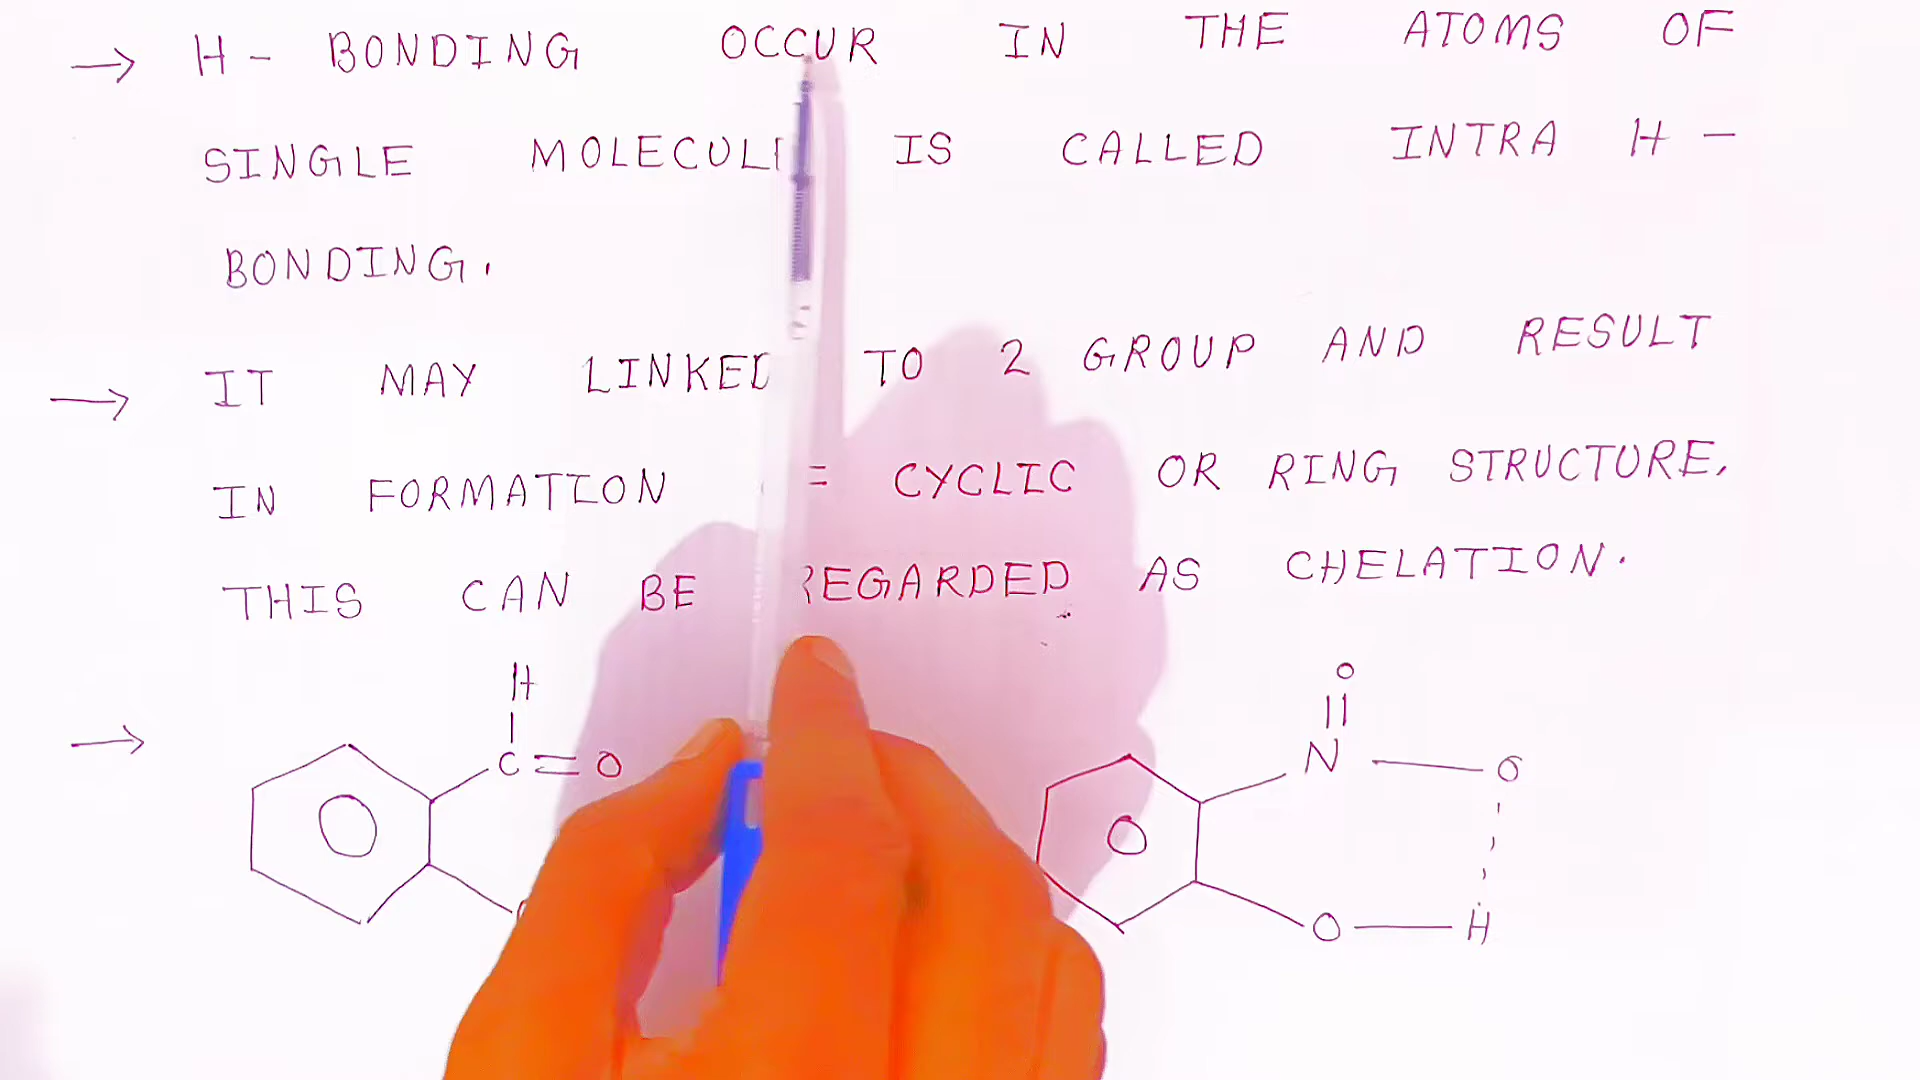 → H - BONDING OCCUR IN THE ATOMS OF
SINGLE MOLECUL IS CALLED INTRA H -
BONDING.
→ IT MAY LINKED TO 2 GROUP AND RESULT
IN FORMATION = CYCLIC OR RING STRUCTURE.
THIS CAN BE REGARDED AS CHELATION.
→
H
C = O
O
N — O
O — H